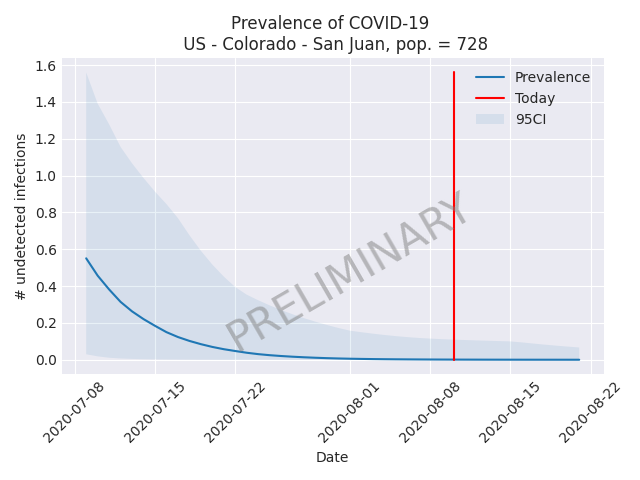 Prevalence of COVID-19
US - Colorado - San Juan, pop. = 728
1.6
1.4
1.2
1.0
0.8
0.6
0.4
0.2
0.0
# undetected infections
Prevalence
Today
95CI
PRELIMINARY
2020-07-08
2020-07-15
2020-07-22
2020-08-01
2020-08-08
2020-08-15
2020-08-22
Date